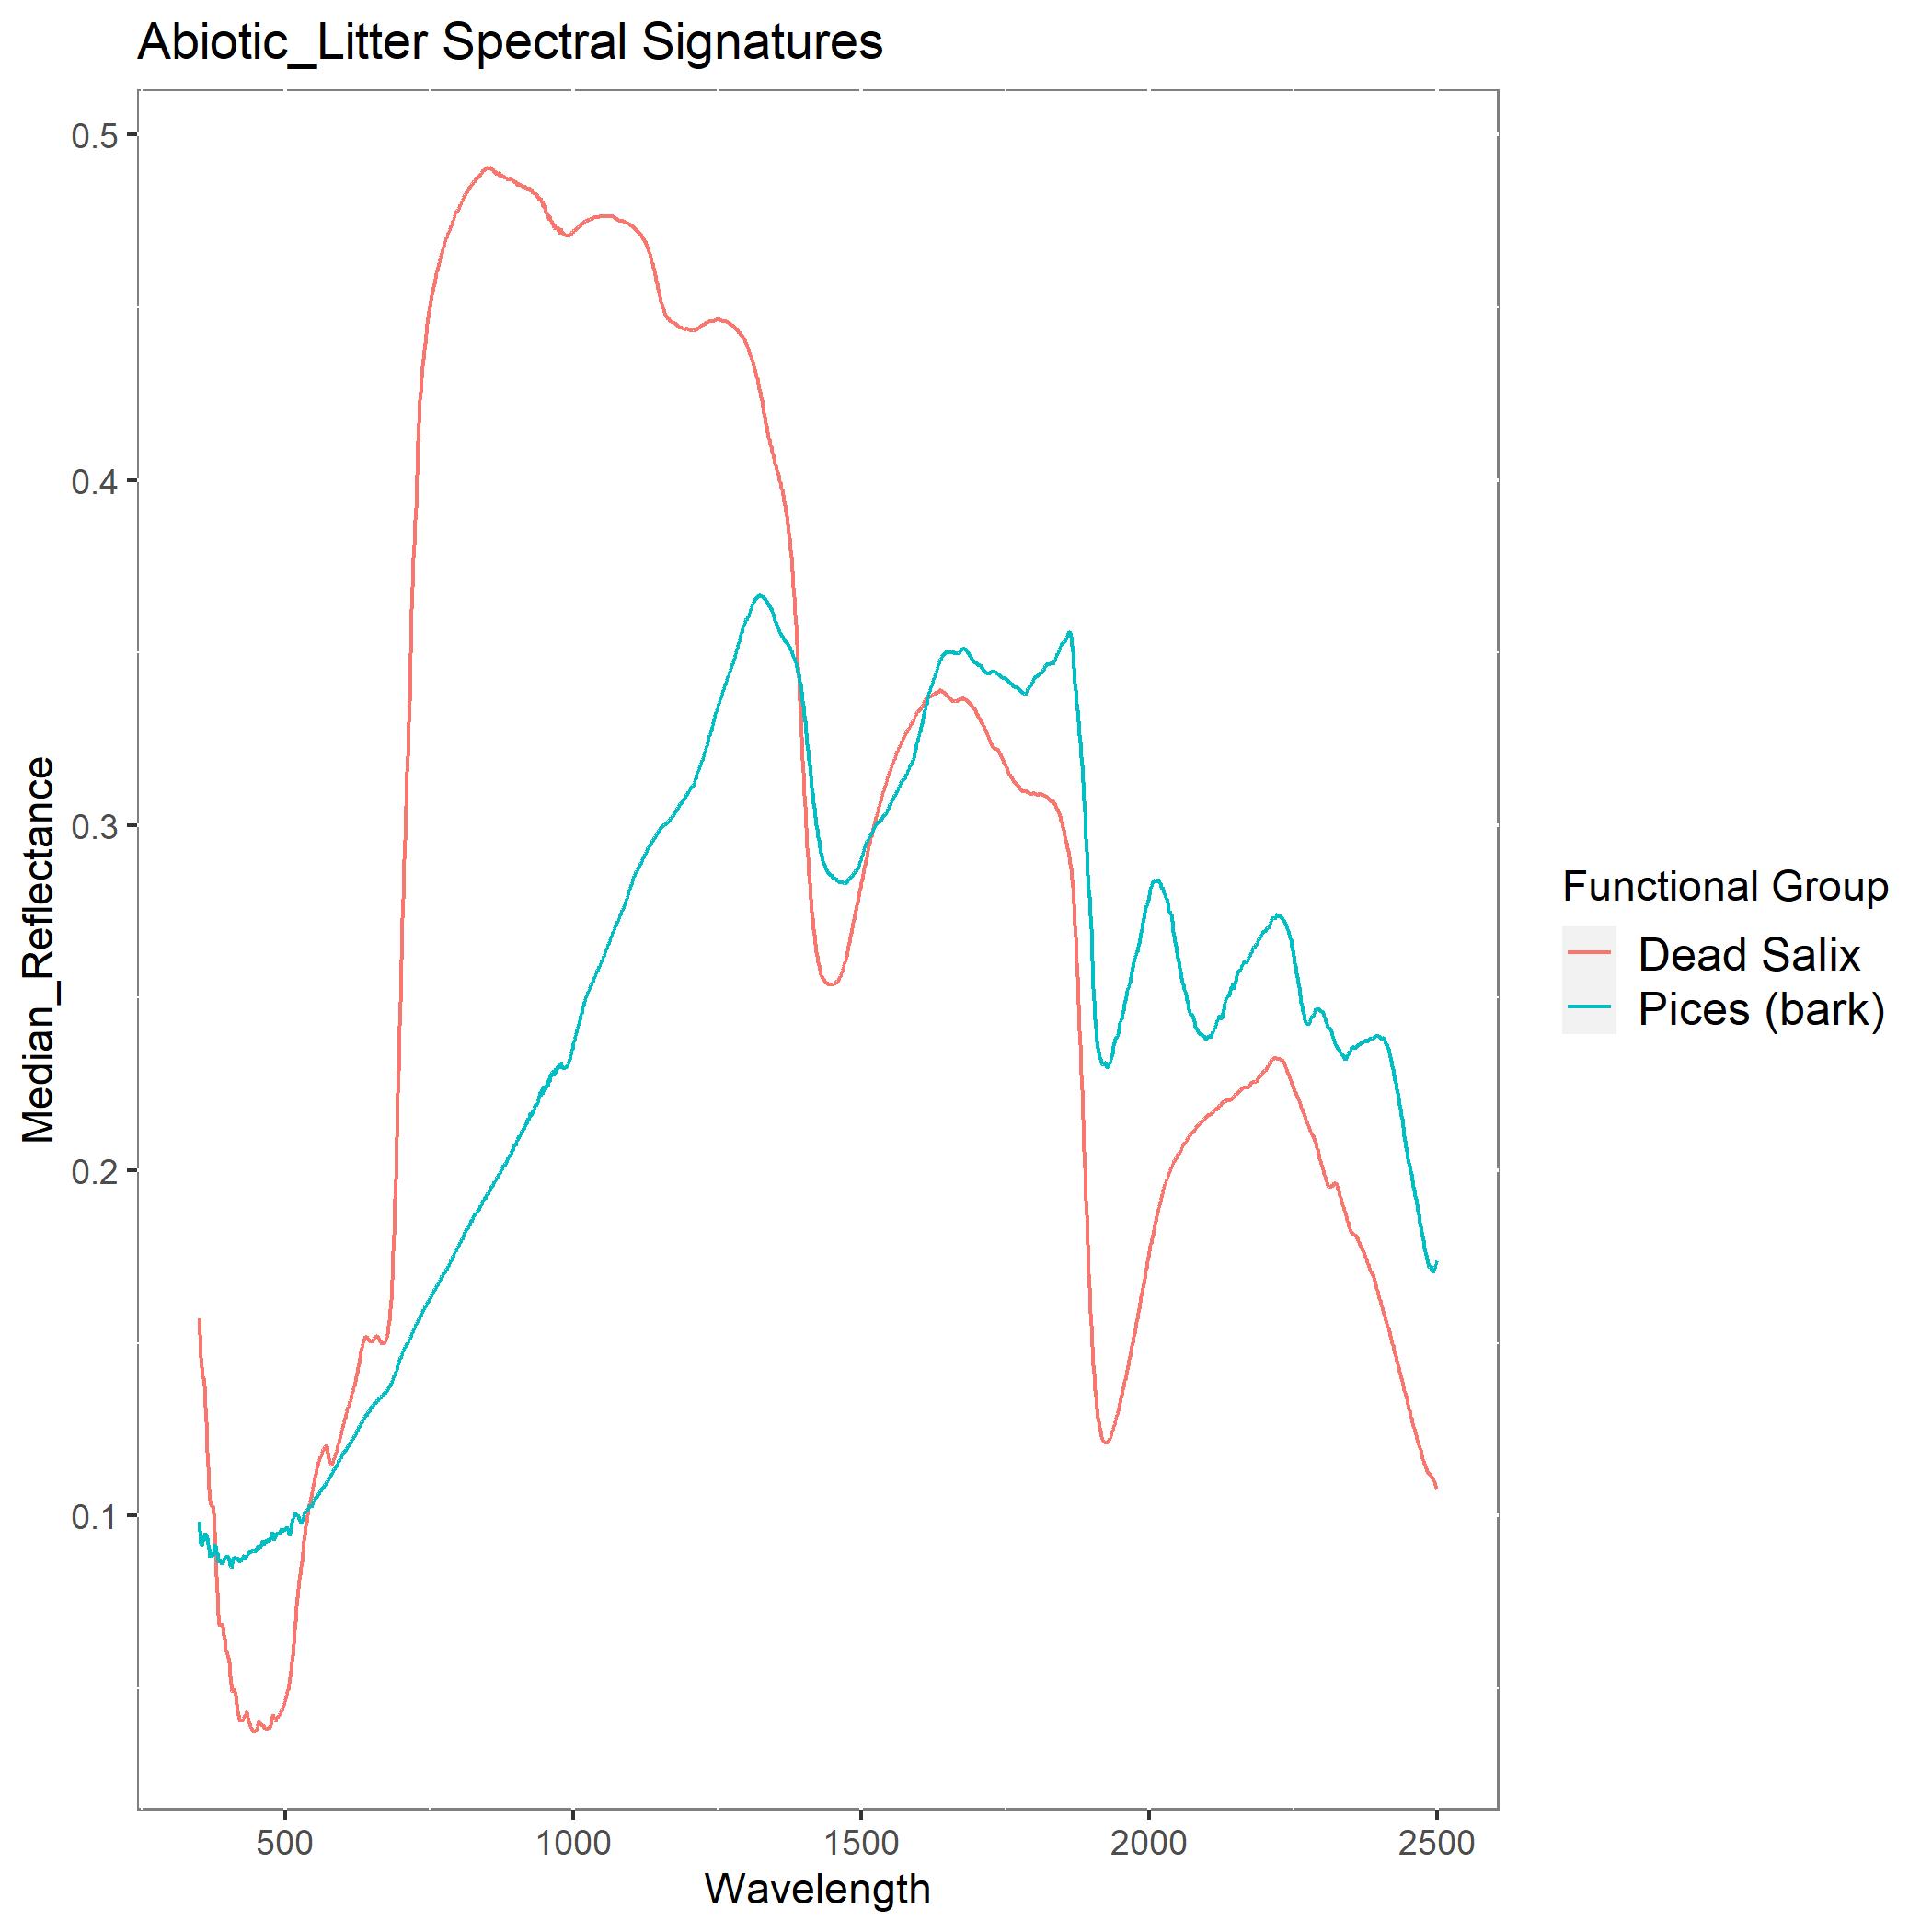 Abiotic_Litter Spectral Signatures
0.5
0.4
0.3
0.2
0.1
Median_Reflectance
500 1000 1500 2000 2500
Wavelength
Functional Group
Dead Salix
Pices (bark)